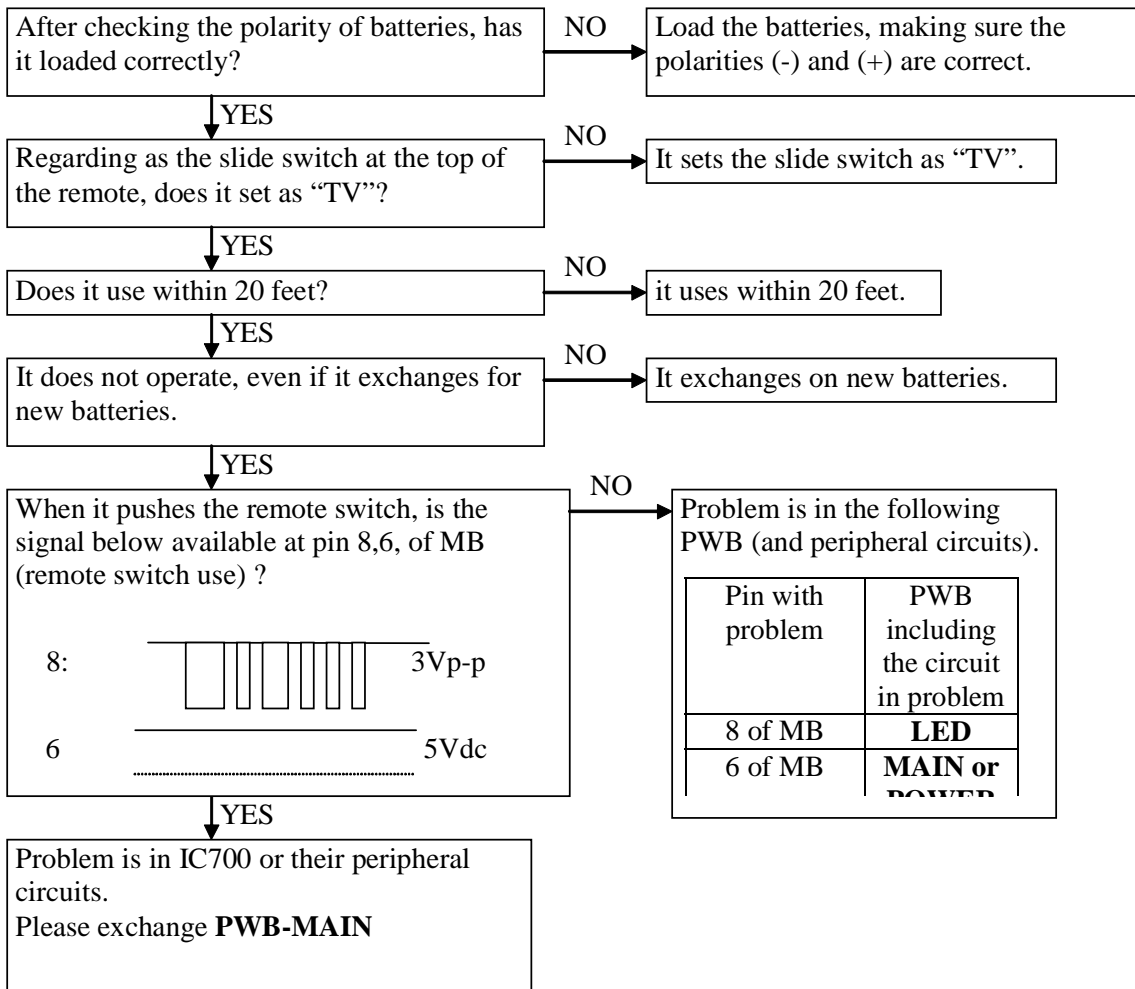 After checking the polarity of batteries, has
it loaded correctly?
NO
Load the batteries, making sure the
polarities (-) and (+) are correct.
YES
Regarding as the slide switch at the top of
the remote, does it set as “TV”?
NO
It sets the slide switch as “TV”.
YES
Does it use within 20 feet?
NO
it uses within 20 feet.
YES
It does not operate, even if it exchanges for
new batteries.
NO
It exchanges on new batteries.
YES
When it pushes the remote switch, is the
signal below available at pin 8,6, of MB
(remote switch use) ?
8:
3Vp-p
6
5Vdc
NO
Problem is in the following
PWB (and peripheral circuits).
Pin with
problem
PWB
including
the circuit
in problem
8 of MB
LED
6 of MB
MAIN or
POWER
YES
Problem is in IC700 or their peripheral
circuits.
Please exchange PWB-MAIN